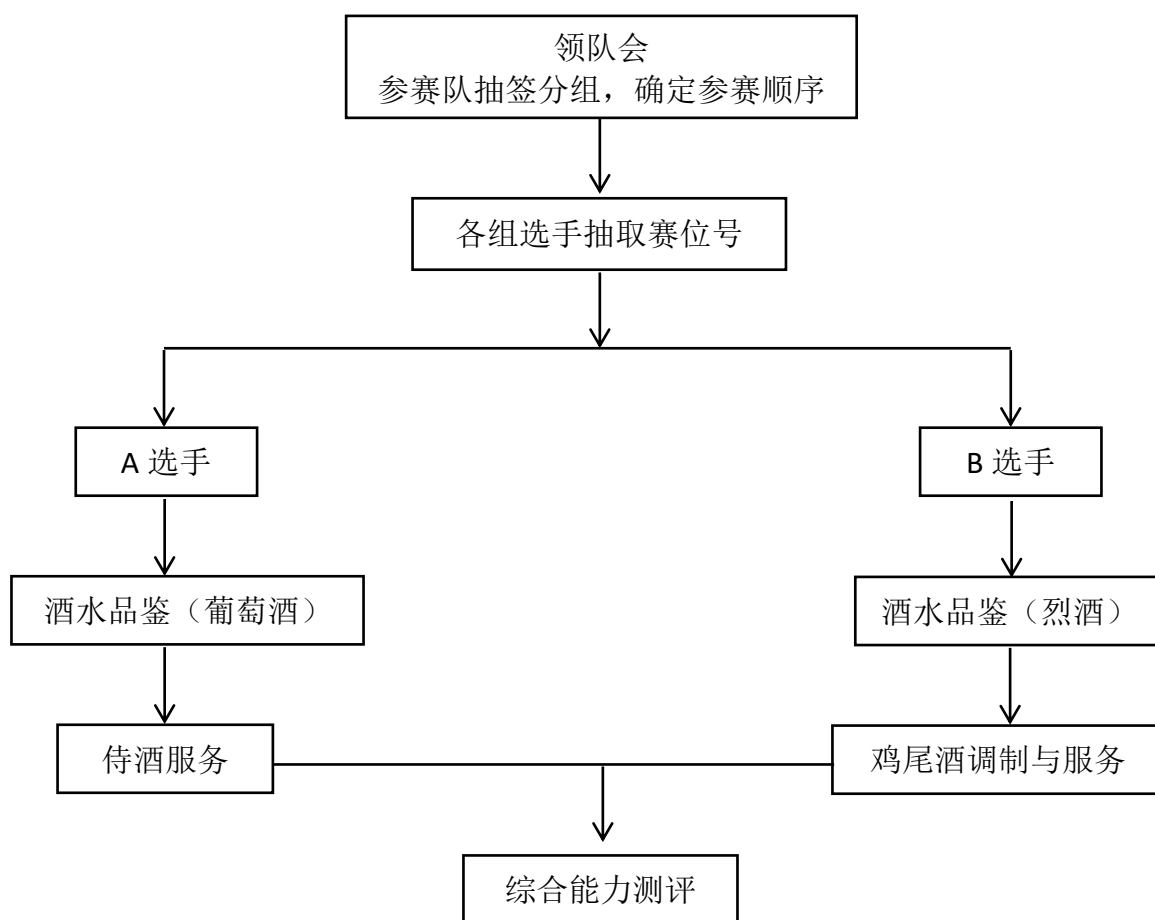 领队会
参赛队抽签分组，确定参赛顺序
各组选手抽取赛位号
A 选手
B 选手
酒水品鉴（葡萄酒）
酒水品鉴（烈酒）
侍酒服务
鸡尾酒调制与服务
综合能力测评